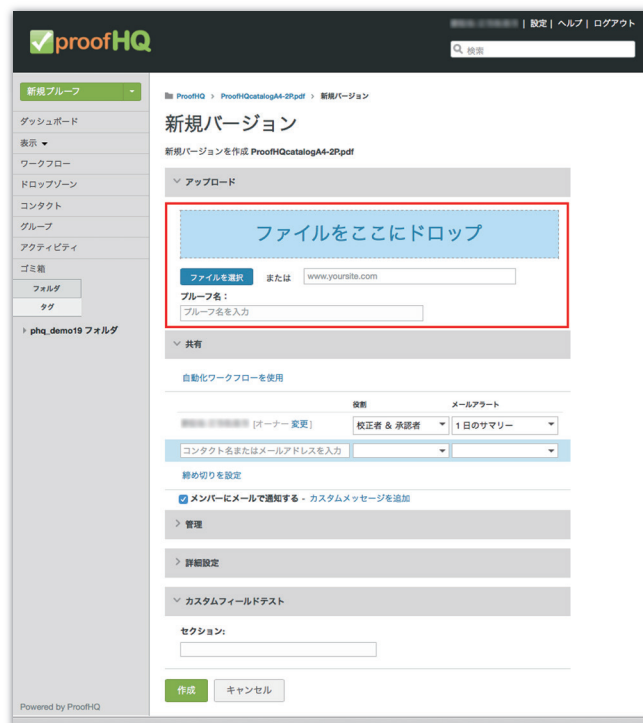 proofHQ
設定 | ヘルプ | ログアウト
検索
新規プルーフ
ダッシュボード
表示
ワークフロー
ドロップゾーン
コンタクト
グループ
アクティビティ
ゴミ箱
フォルダ
タグ
phq_demo19 フォルダ
Powered by ProofHQ
ProofHQ > ProofHQcatalogA4-2P.pdf > 新規バージョン
新規バージョン
新規バージョンを作成 ProofHQcatalogA4-2P.pdf
アップロード
ファイルをここにドロップ
ファイルを選択 または www.yoursite.com
プルーフ名：
プルーフ名を入力
共有
自動化ワークフローを使用
役割 メールアラート
[オーナー 変更] 校正者 & 承認者 1 日のサマリー
コンタクト名またはメールアドレスを入力
締め切りを設定
メンバーにメールで通知する - カスタムメッセージを追加
管理
詳細設定
カスタムフィールドテスト
セクション:
作成 キャンセル